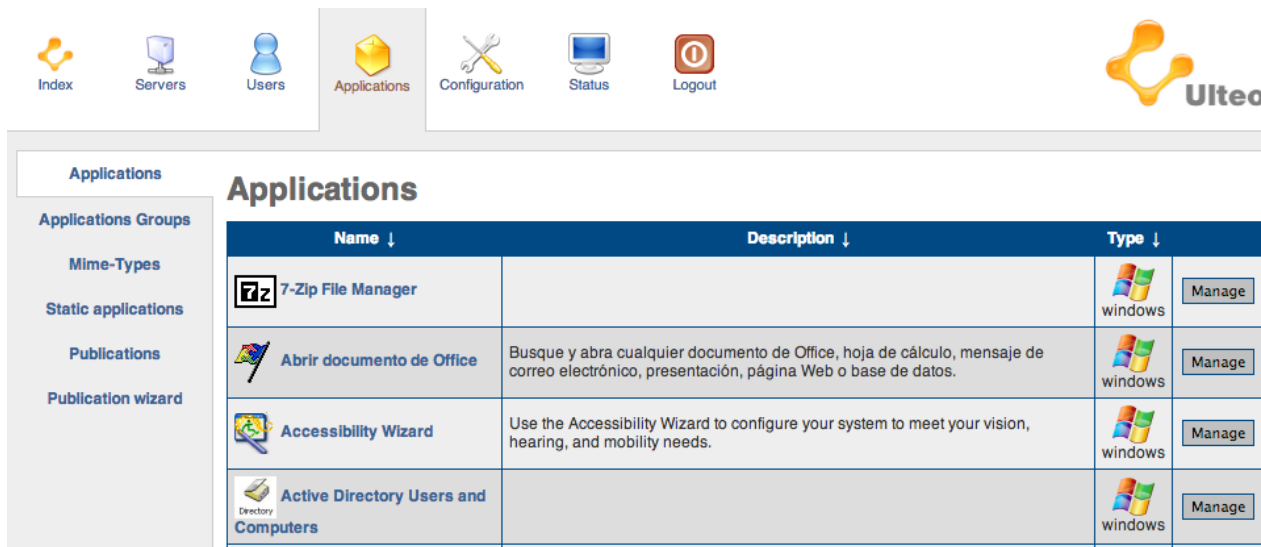 Index
Servers
Users
Applications
Configuration
Status
Logout
Ulteo
Applications
Applications Groups
Mime-Types
Static applications
Publications
Publication wizard
Applications
Name ↓
Description ↓
Type ↓
7z
7-Zip File Manager
windows
Manage
Abrir documento de Office
Busque y abra cualquier documento de Office, hoja de cálculo, mensaje de
correo electrónico, presentación, página Web o base de datos.
windows
Manage
Accessibility Wizard
Use the Accessibility Wizard to configure your system to meet your vision,
hearing, and mobility needs.
windows
Manage
Directory
Active Directory Users and
Computers
windows
Manage